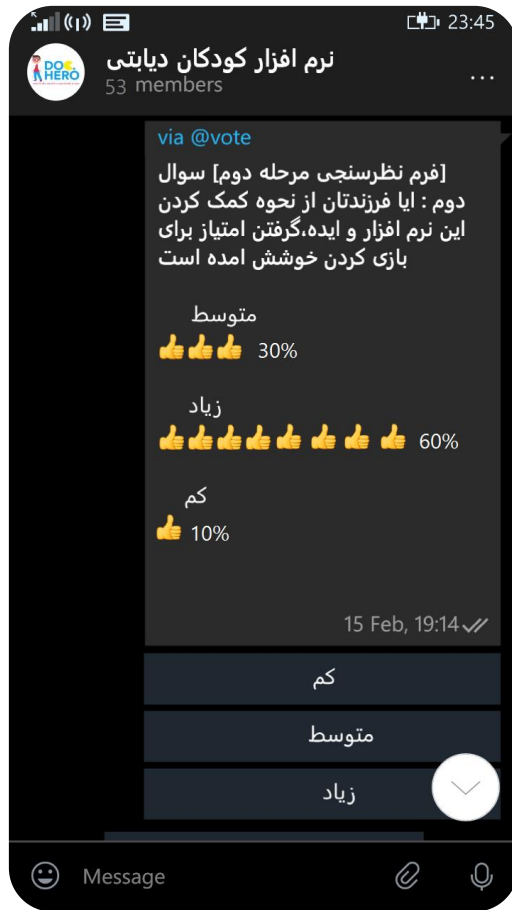 23:45
نرم افزار کودکان دیابتی
53 members
DOC
HERO
via @vote
[فرم نظرسنجی مرحله دوم] سوال
دوم : ایا فرزندتان از نحوه کمک کردن
این نرم افزار و ایده،گرفتن امتیاز برای
بازی کردن خوشش امده است
متوسط
👍👍👍 30%
زیاد
👍👍👍👍👍👍👍👍 60%
کم
👍 10%
15 Feb, 19:14
کم
متوسط
زیاد
Message